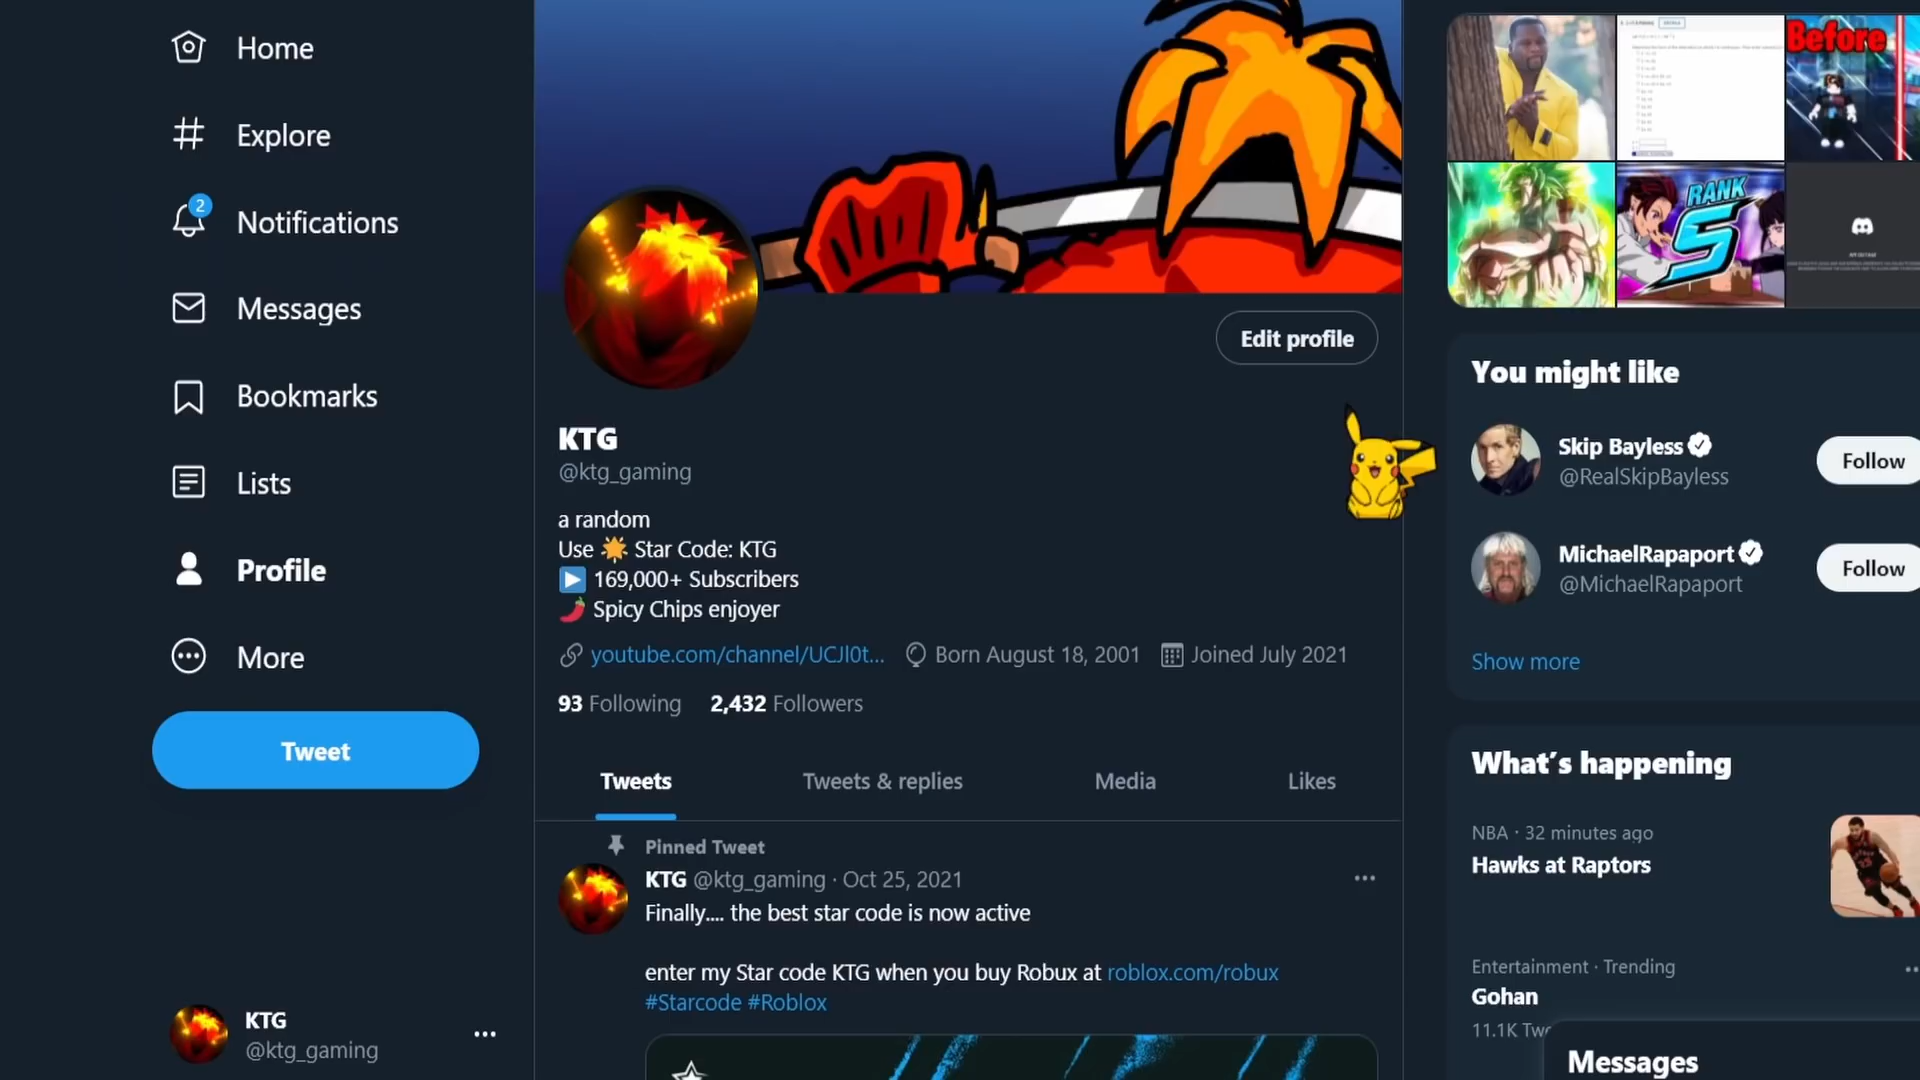 Home
Explore
2
Notifications
Messages
Bookmarks
Lists
Profile
More
Tweet
KTG
@ktg_gaming
Edit profile
KTG
@ktg_gaming
a random
Use 🌟 Star Code: KTG
▶️ 169,000+ Subscribers
🌶️ Spicy Chips enjoyer
youtube.com/channel/UCJl0t... Born August 18, 2001 Joined July 2021
93 Following 2,432 Followers
Tweets Tweets & replies Media Likes
Pinned Tweet
KTG @ktg_gaming · Oct 25, 2021
Finally.... the best star code is now active
enter my Star code KTG when you buy Robux at roblox.com/robux
#Starcode #Roblox
Before
RANK
S
You might like
Skip Bayless
@RealSkipBayless
Follow
MichaelRapaport
@MichaelRapaport
Follow
Show more
What's happening
NBA · 32 minutes ago
Hawks at Raptors
Entertainment · Trending
Gohan
11.1K Twe
Messages